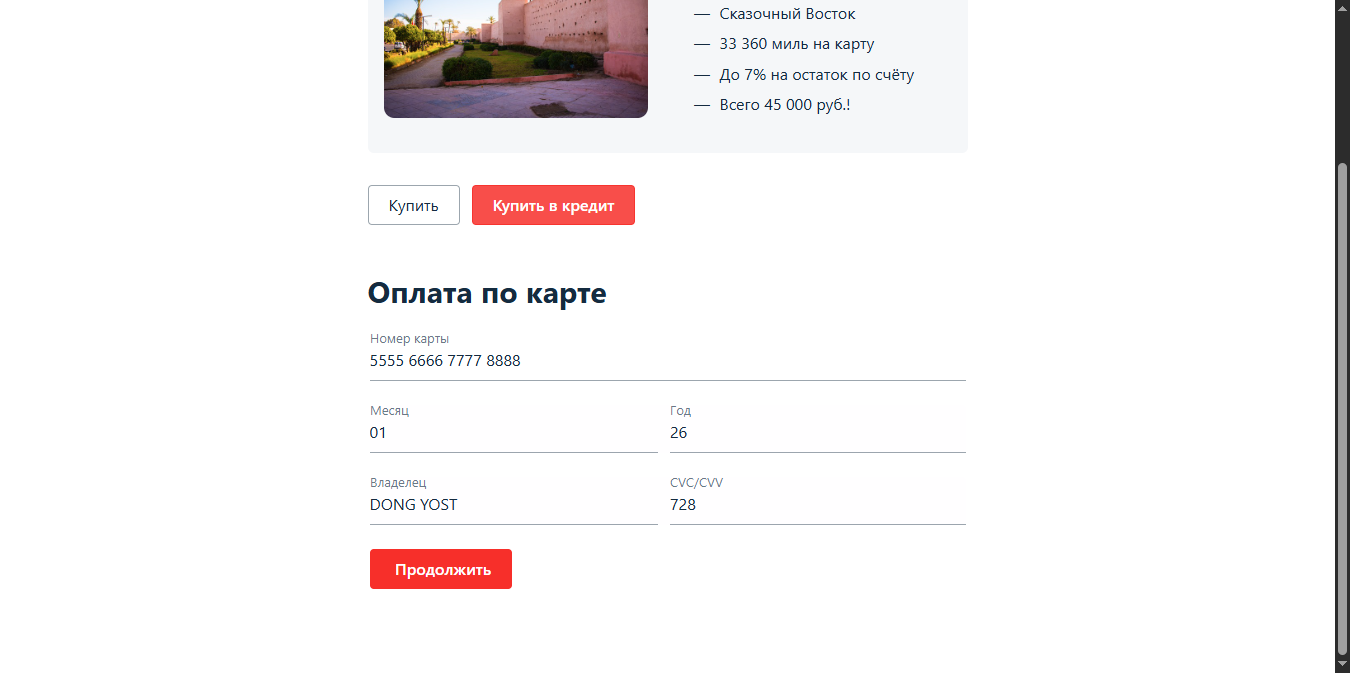 — Сказочный Восток
— 33 360 миль на карту
— До 7% на остаток по счёту
— Всего 45 000 руб.!
Купить
Купить в кредит
Оплата по карте
Номер карты
5555 6666 7777 8888
Месяц
Год
01
26
Владелец
CVC/CVV
DONG YOST
728
Продолжить